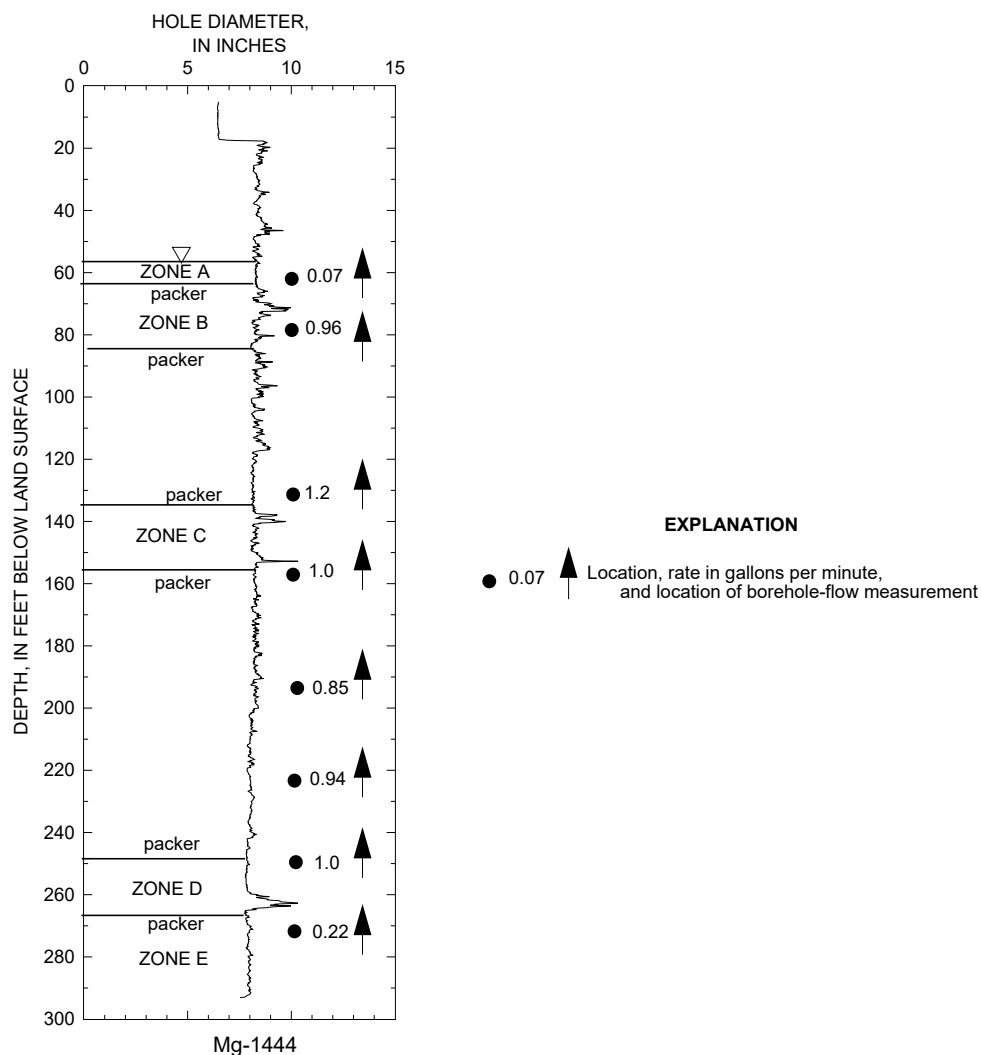 HOLE DIAMETER,
IN INCHES
0 5 10 15
DEPTH, IN FEET BELOW LAND SURFACE
0
20
40
60
80
100
120
140
160
180
200
220
240
260
280
300
ZONE A
0.07
packer
ZONE B
0.96
packer
packer
1.2
ZONE C
packer
1.0
0.85
0.94
packer
1.0
ZONE D
packer
0.22
ZONE E
Mg-1444
EXPLANATION
0.07 Location, rate in gallons per minute,
and location of borehole-flow measurement